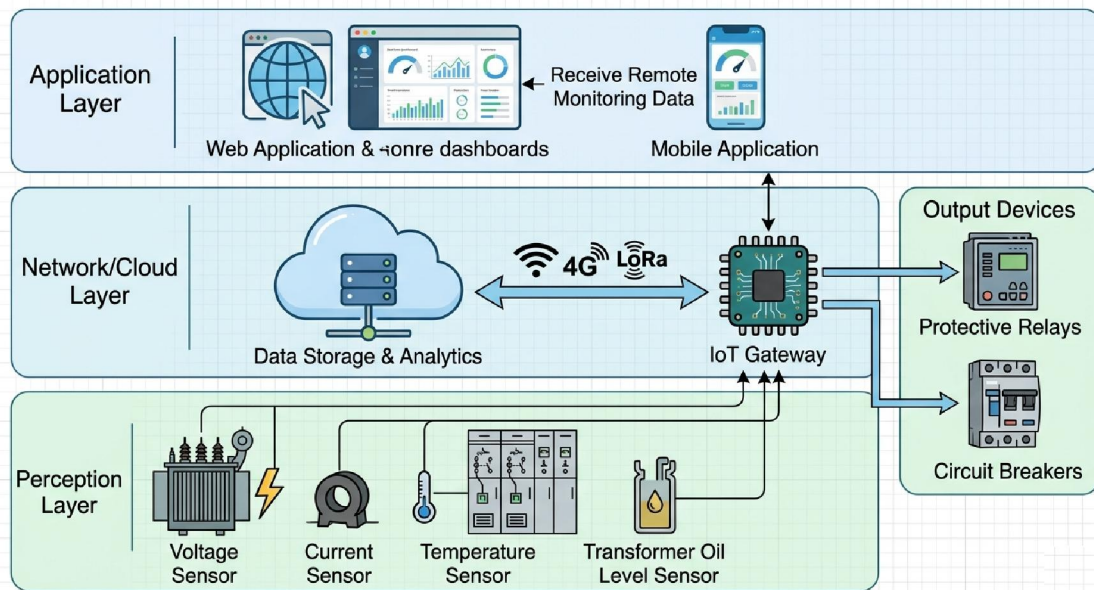 Application
Layer
Receive Remote
Monitoring Data
Web Application & dashboards
Mobile Application
Network/Cloud
Layer
4G
LoRa
Data Storage & Analytics
IoT Gateway
Output Devices
Protective Relays
Circuit Breakers
Perception
Layer
Voltage
Sensor
Current
Sensor
Temperature
Sensor
Transformer Oil
Level Sensor